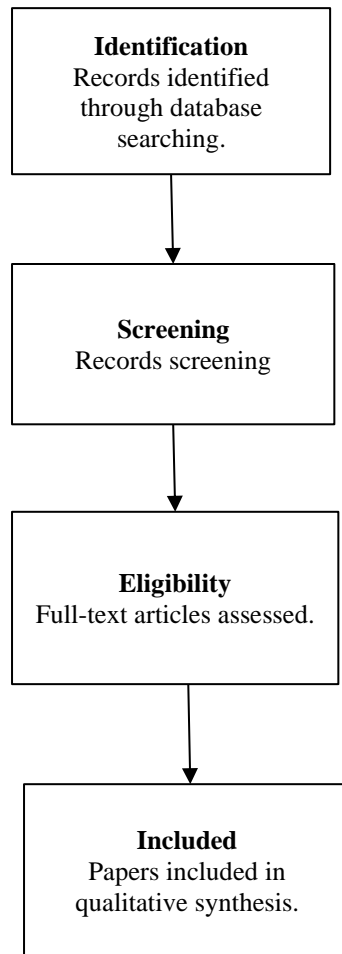 Identification
Records identified
through database
searching.
Screening
Records screening
Eligibility
Full-text articles assessed.
Included
Papers included in
qualitative synthesis.